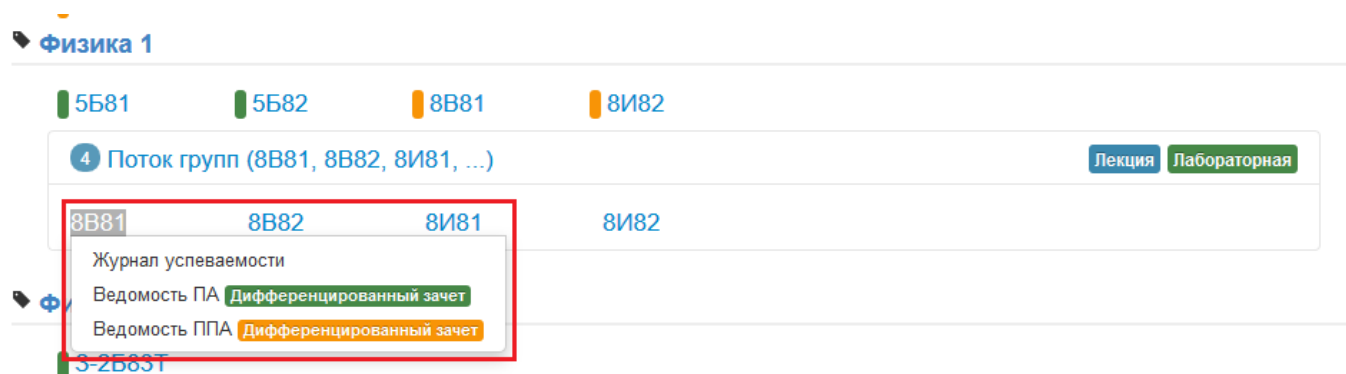 Физика 1
5Б81 5Б82 8В81 8И82
4 Поток групп (8В81, 8В82, 8И81, ...) Лекция Лабораторная
8В81 8В82 8И81 8И82
Журнал успеваемости
Ведомость ПА Дифференцированный зачет
Ведомость ППА Дифференцированный зачет
З-2Б83Т